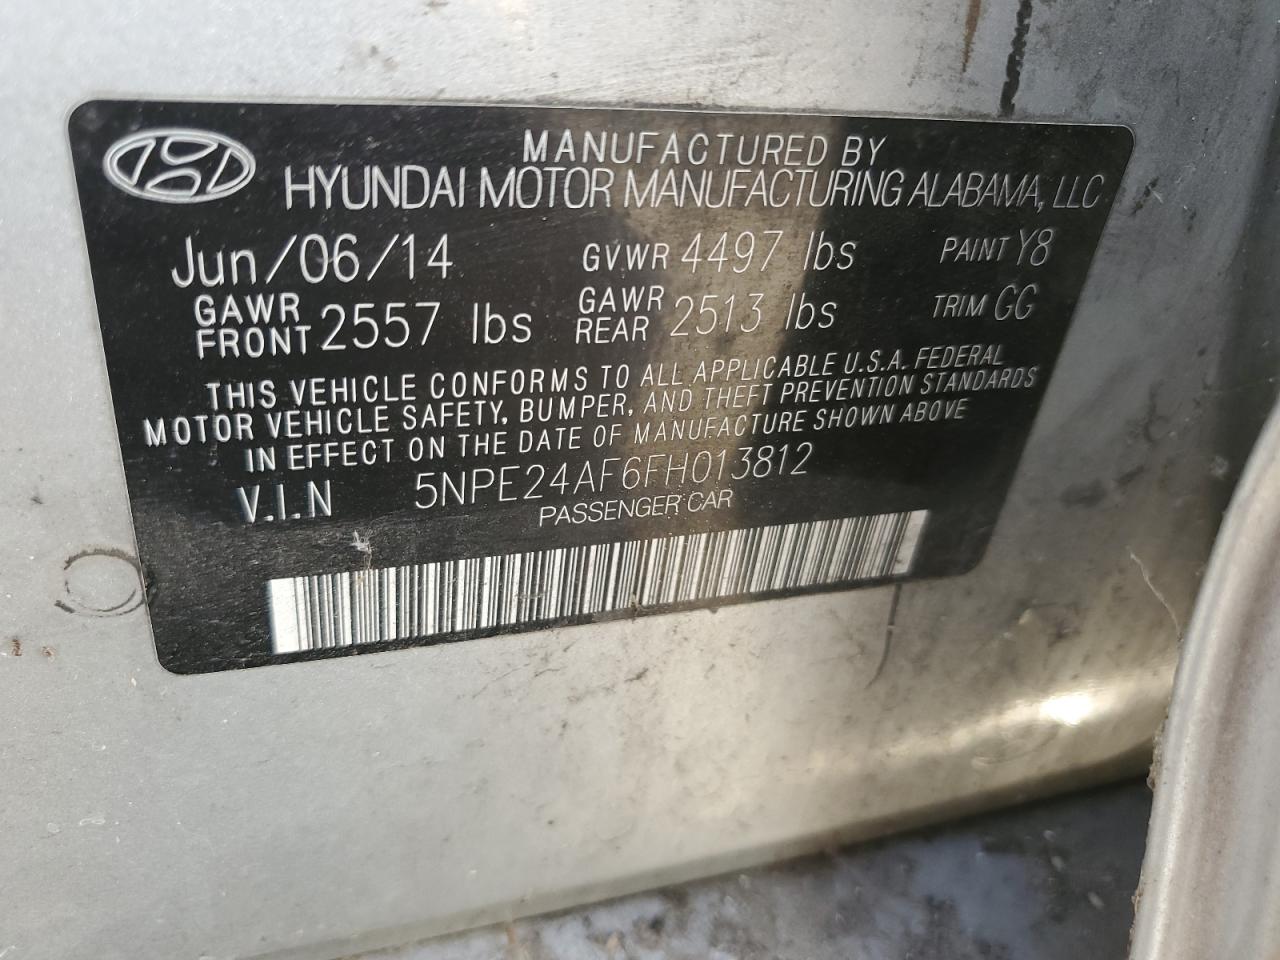 MANUFACTURED BY
HYUNDAI MOTOR MANUFACTURING ALABAMA, LLC
Jun/06/14 GVWR 4497 lbs PAINT Y8
GAWR FRONT 2557 lbs GAWR REAR 2513 lbs TRIM GG
THIS VEHICLE CONFORMS TO ALL APPLICABLE U.S.A. FEDERAL
MOTOR VEHICLE SAFETY, BUMPER, AND THEFT PREVENTION STANDARDS
IN EFFECT ON THE DATE OF MANUFACTURE SHOWN ABOVE
V.I.N 5NPE24AF6FH013812
PASSENGER CAR